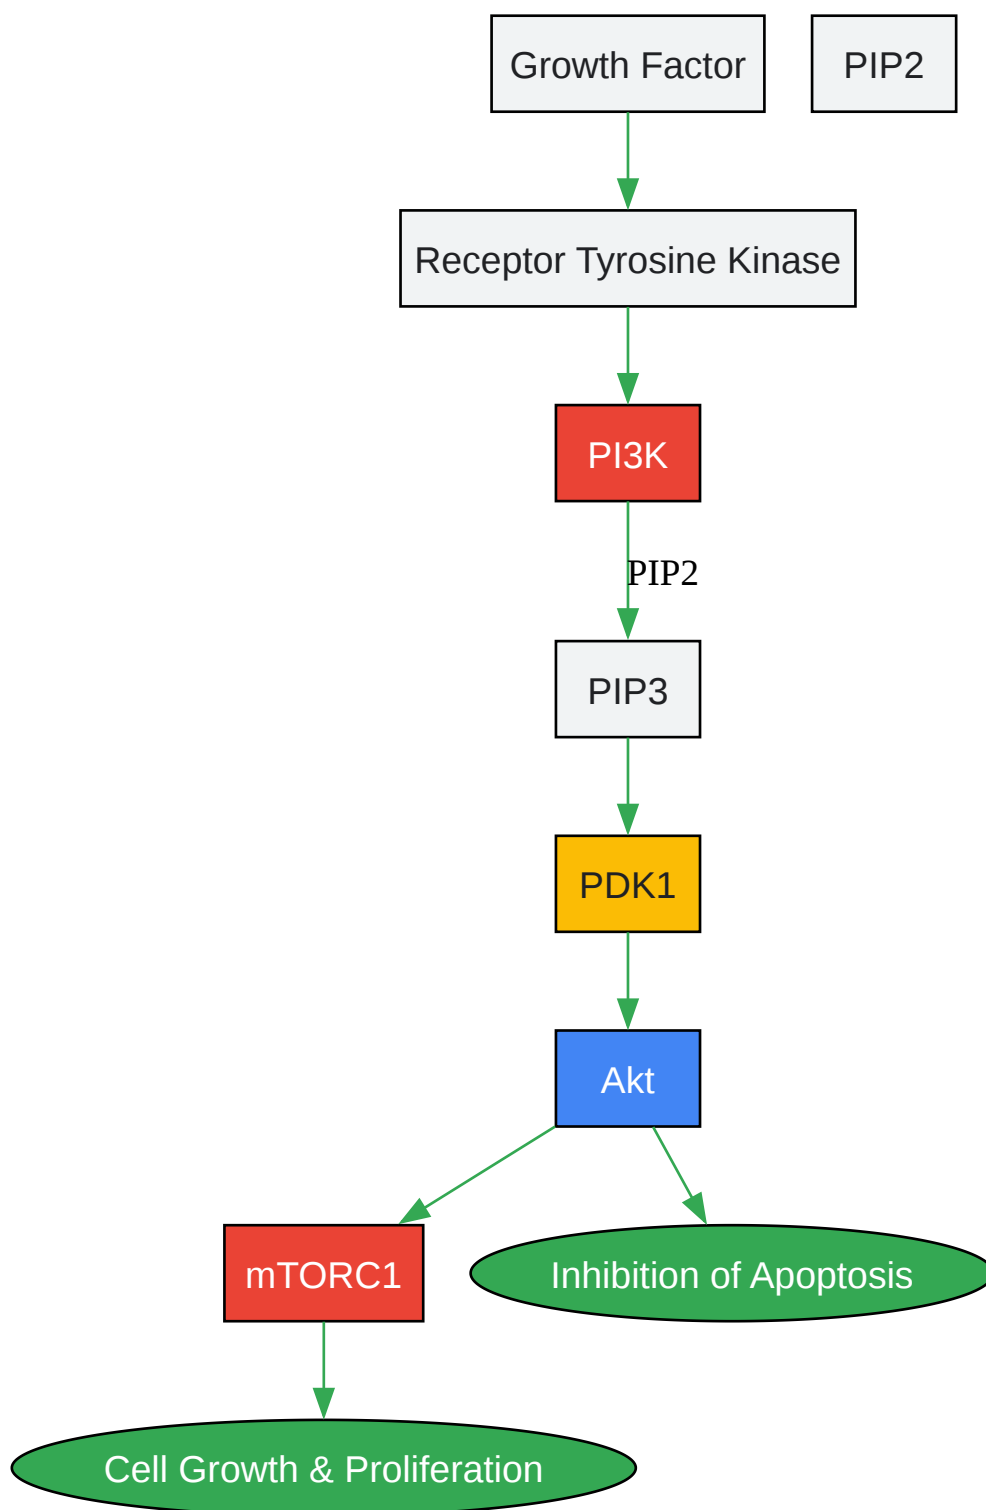 Growth Factor
PIP2
Receptor Tyrosine Kinase
PI3K
PIP2
PIP3
PDK1
Akt
mTORC1
Inhibition of Apoptosis
Cell Growth & Proliferation